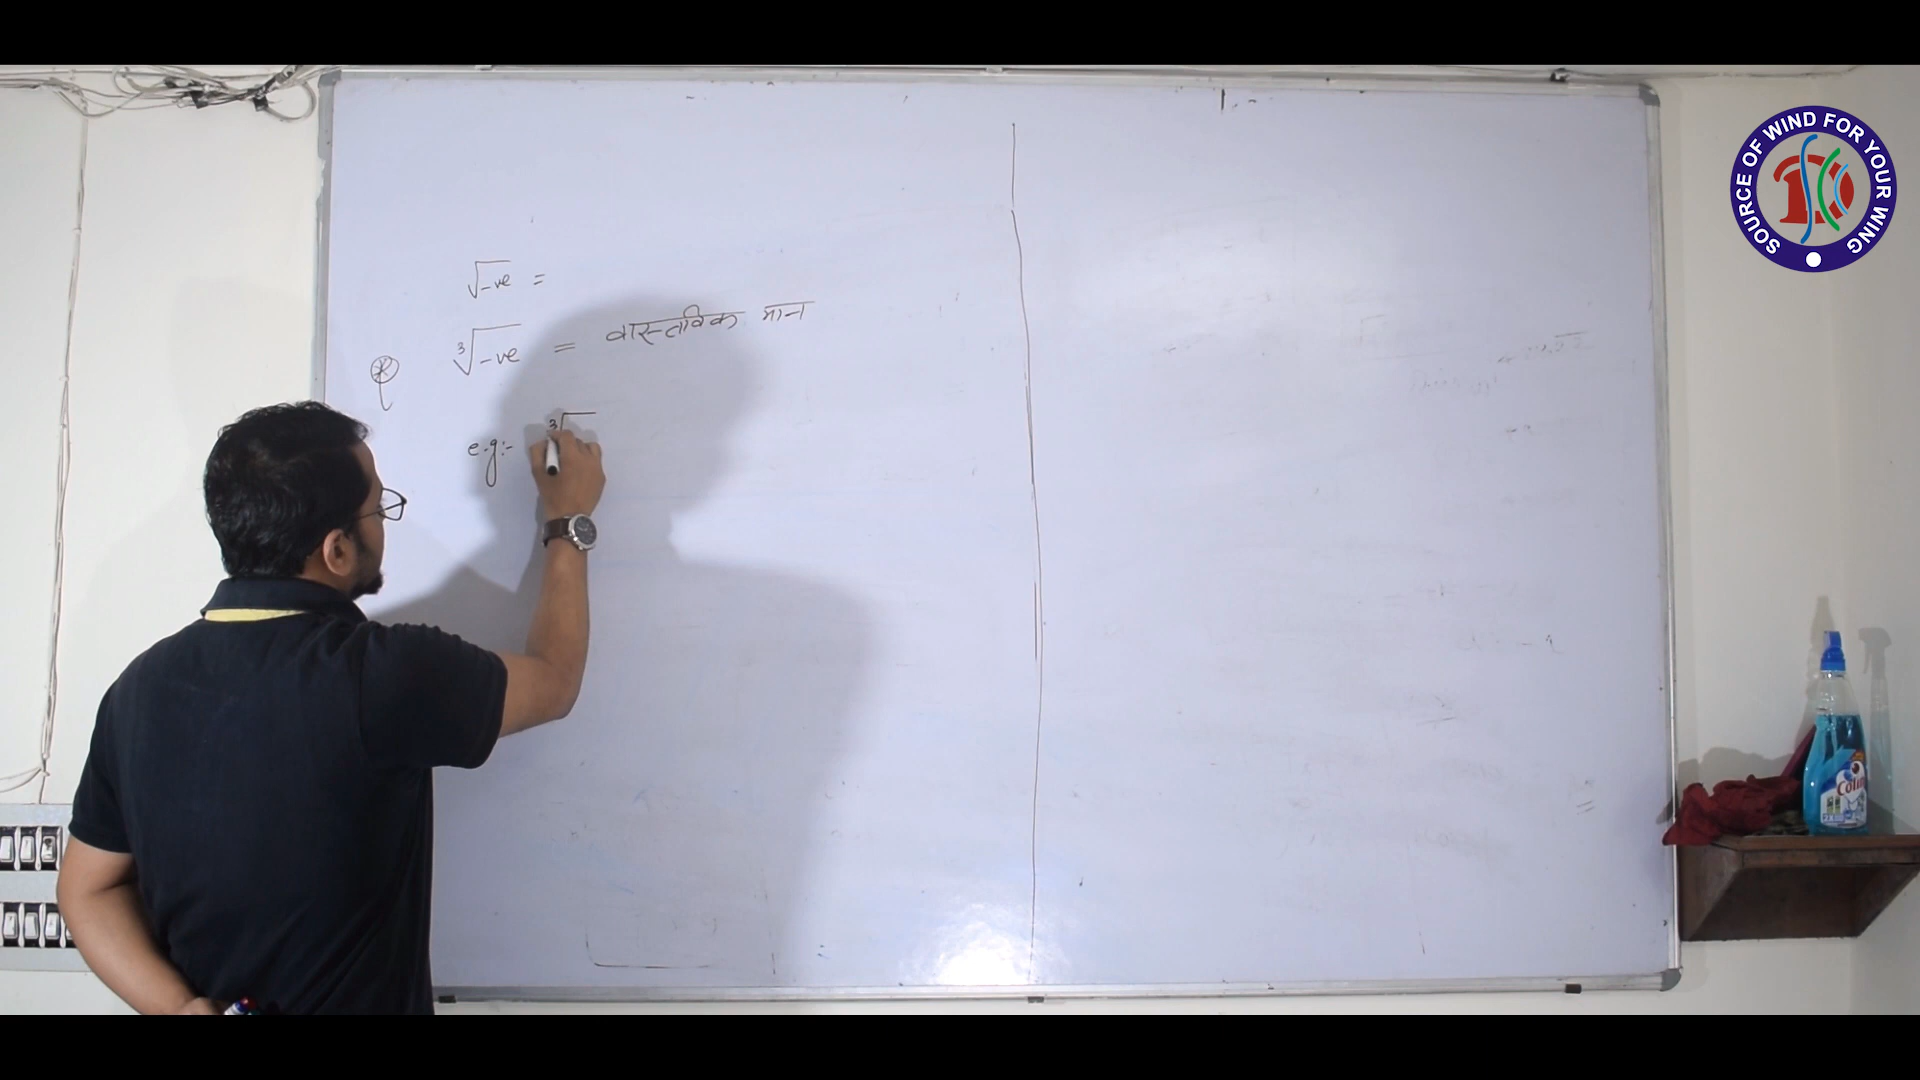 √-ve =
∛-ve = वास्तविक मान
e.g:- ∛
SOURCE OF WIND FOR YOUR WING
Colin